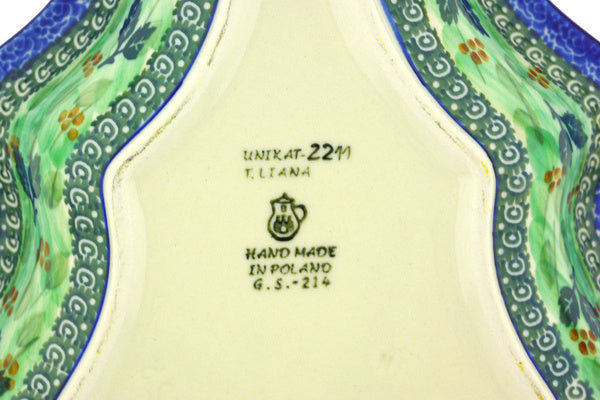 UNIKAT-2211
T. LIANA
HAND MADE
IN POLAND
G.S.-214